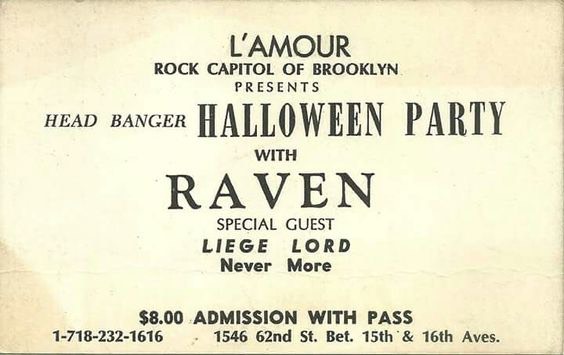 L'AMOUR
ROCK CAPITOL OF BROOKLYN
PRESENTS
HEAD BANGER HALLOWEEN PARTY
WITH
RAVEN
SPECIAL GUEST
LIEGE LORD
Never More
$8.00 ADMISSION WITH PASS
1-718-232-1616 1546 62nd St. Bet. 15th & 16th Aves.